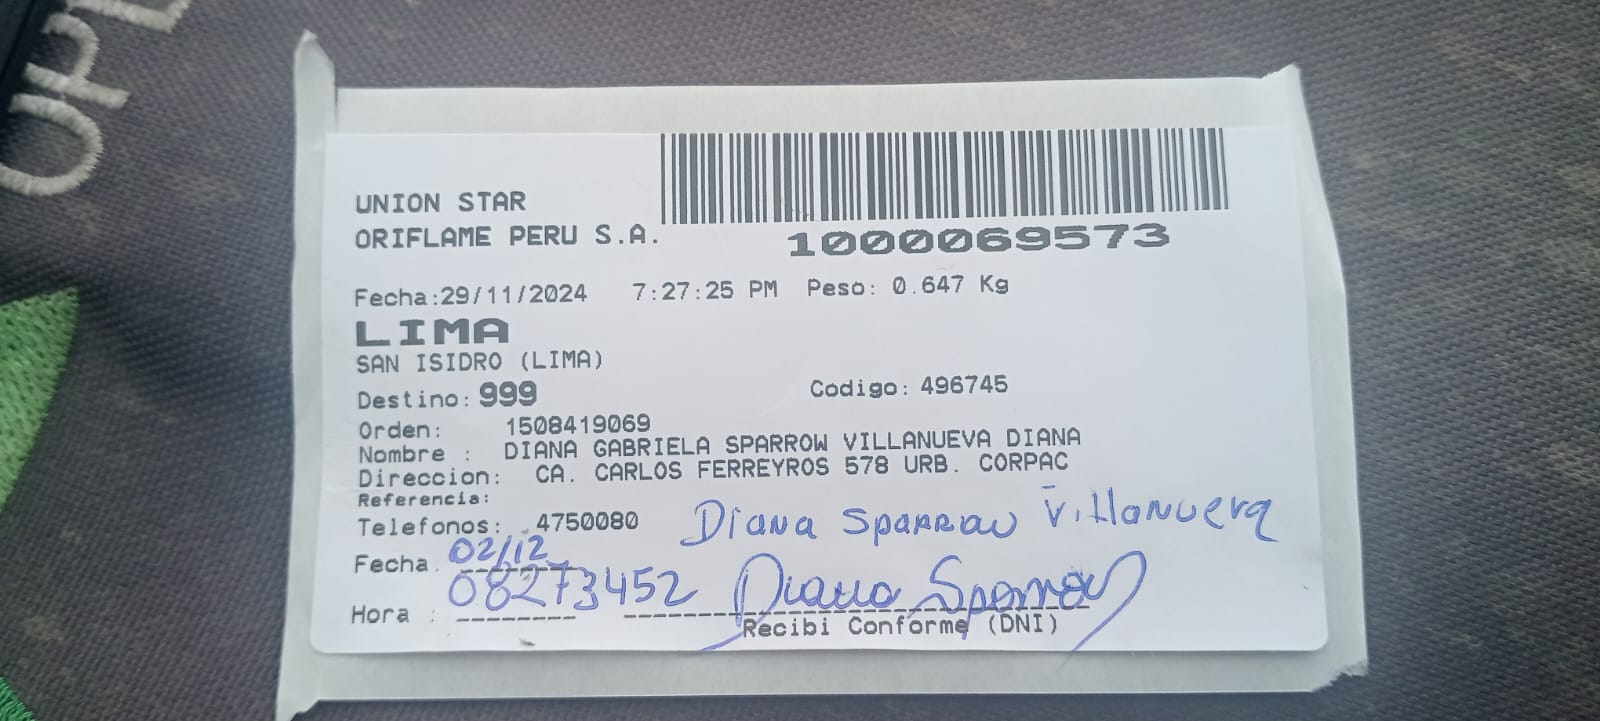 UNION STAR
ORIFLAME PERU S.A.
1000069573
Fecha:29/11/2024 7:27:25 PM Peso: 0.647 Kg
LIMA
SAN ISIDRO (LIMA)
Destino: 999 Codigo: 496745
Orden: 1508419069
Nombre : DIANA GABRIELA SPARROW VILLANUEVA DIANA
Direccion: CA. CARLOS FERREYROS 578 URB. CORPAC
Referencia:
Telefonos: 4750080 Diana Sparrow Villanueva
Fecha. 02/12
Hora : 08273452 Diana Sparrow
Recibi Conforme (DNI)